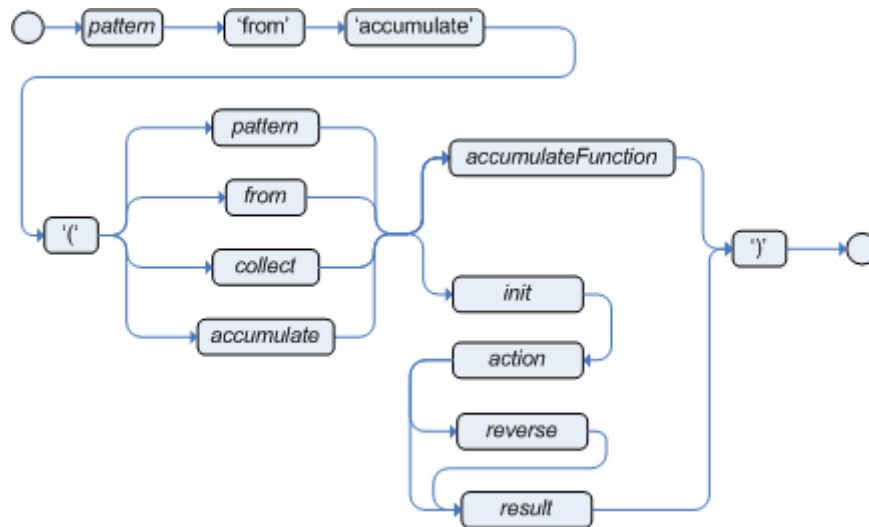 pattern ‘from’ ‘accumulate’
pattern
accumulateFunction
from
‘(‘
‘)’
collect
init
accumulate
action
reverse
result